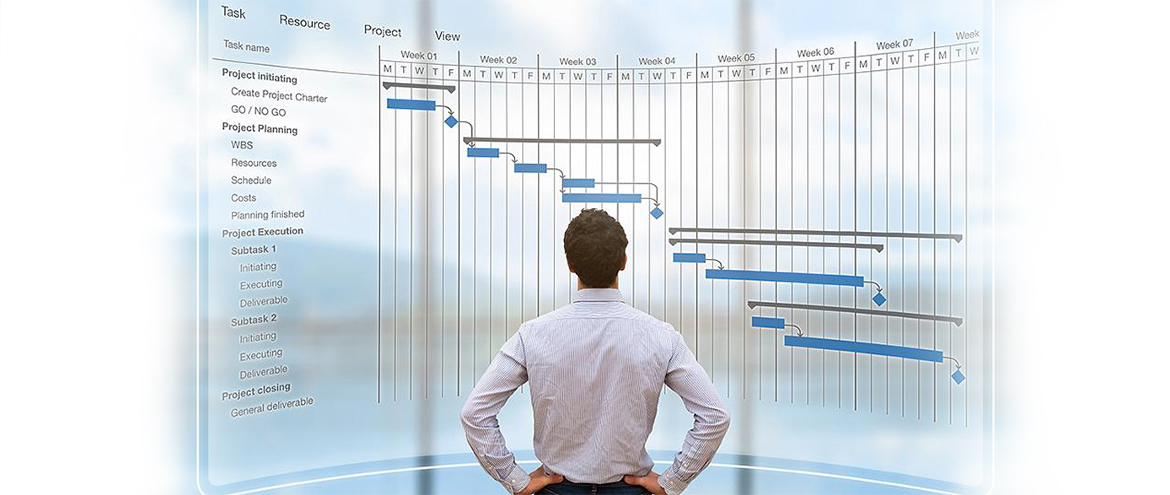 Task Resource Project View
Task name
Week 01 Week 02 Week 03 Week 04 Week 05 Week 06 Week 07 Week
M T W T F M T W T F M T W T F M T W T F M T W T F M T W T F M T W T F M T W
Project initiating
Create Project Charter
GO / NO GO
Project Planning
WBS
Resources
Schedule
Costs
Planning finished
Project Execution
Subtask 1
Initiating
Executing
Deliverable
Subtask 2
Initiating
Executing
Deliverable
Project closing
General deliverable